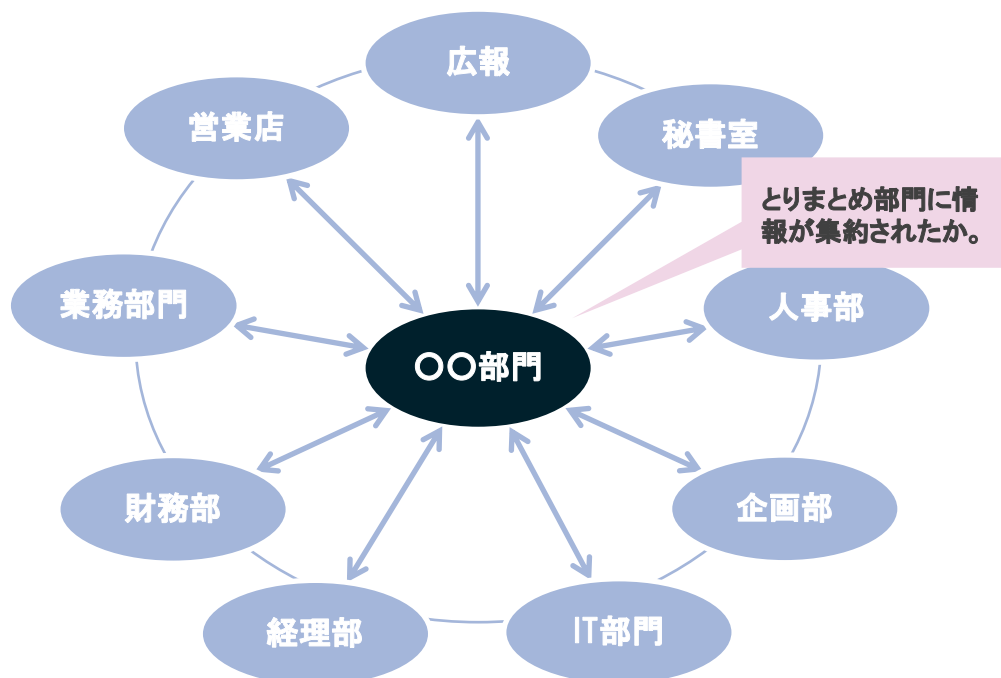 広報
営業店
秘書室
とりまとめ部門に情
報が集約されたか。
業務部門
人事部
〇〇部門
財務部
企画部
経理部
IT部門